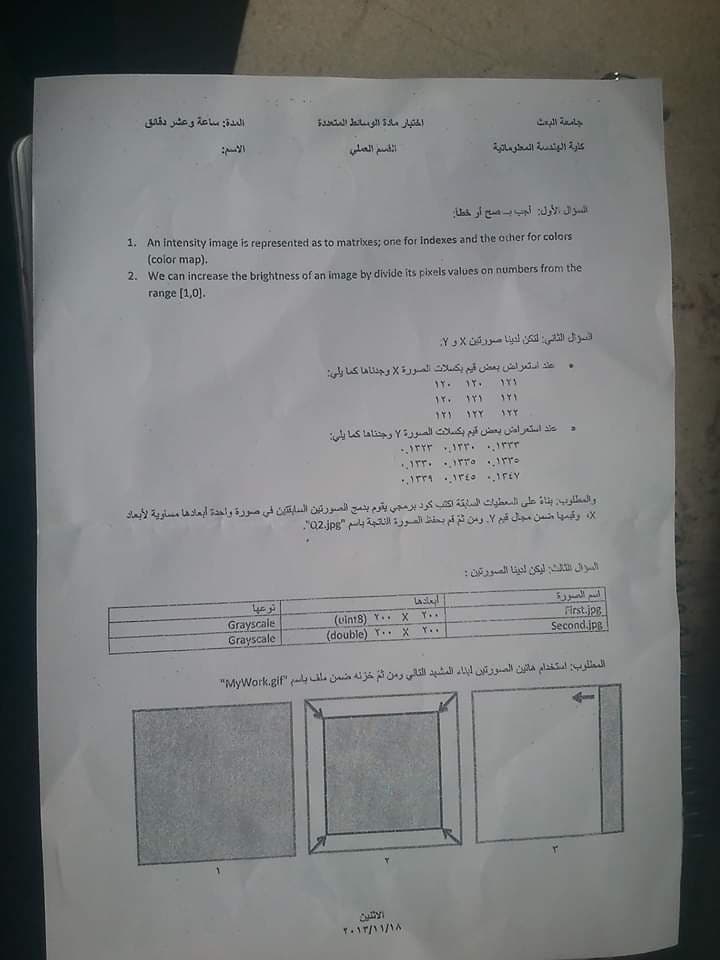 جامعة البعث
اختبار مادة الوسائط المتعددة
المدة: ساعة وعشر دقائق
كلية الهندسة المعلوماتية
القسم العملي
الاسم:
السؤال الأول: أجب بـ صح أو خطأ:
1. An intensity image is represented as to matrixes; one for indexes and the other for colors
(color map).
2. We can increase the brightness of an image by divide its pixels values on numbers from the
range [1,0].
السؤال الثاني: لتكن لدينا صورتين X و Y:
• عند استعراض بعض قيم بكسلات الصورة X وجدناها كما يلي:
١٢٠ ١٢٠ ١٢١
١٢٠ ١٢١ ١٢١
١٢١ ١٢٢ ١٢٢
• عند استعراض بعض قيم بكسلات الصورة Y وجدناها كما يلي:
٠.١٣٢٣ ٠.١٣٣٠ ٠.١٣٣٣
٠.١٣٣٠ ٠.١٣٣٥ ٠.١٣٣٥
٠.١٣٣٩ ٠.١٣٤٥ ٠.١٣٤٧
والمطلوب: بناءً على المعطيات السابقة اكتب كود برمجي يقوم بدمج الصورتين السابقتين في صورة واحدة أبعادها مساوية لأبعاد
X، وقيمها ضمن مجال قيم Y. ومن ثمّ قم بحفظ الصورة الناتجة باسم "Q2.jpg".
السؤال الثالث: ليكن لدينا الصورتين :
اسم الصورة أبعادها نوعها
First.jpg ٢٠٠ X ٢٠٠ (uint8) Grayscale
Second.jpg ٢٠٠ X ٢٠٠ (double) Grayscale
المطلوب: استخدام هاتين الصورتين لبناء المشهد التالي ومن ثمّ خزنه ضمن ملف باسم "MyWork.gif"
١
٢
٣
الاثنين
٢٠١٣/١١/١٨